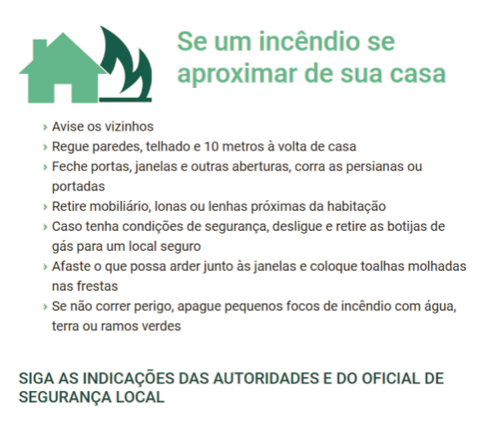 Se um incêndio se
aproximar de sua casa
› Avise os vizinhos
› Regue paredes, telhado e 10 metros à volta de casa
› Feche portas, janelas e outras aberturas, corra as persianas ou
portadas
› Retire mobiliário, lonas ou lenhas próximas da habitação
› Caso tenha condições de segurança, desligue e retire as botijas de
gás para um local seguro
› Afaste o que possa arder junto às janelas e coloque toalhas molhadas
nas frestas
› Se não correr perigo, apague pequenos focos de incêndio com água,
terra ou ramos verdes
SIGA AS INDICAÇÕES DAS AUTORIDADES E DO OFICIAL DE
SEGURANÇA LOCAL